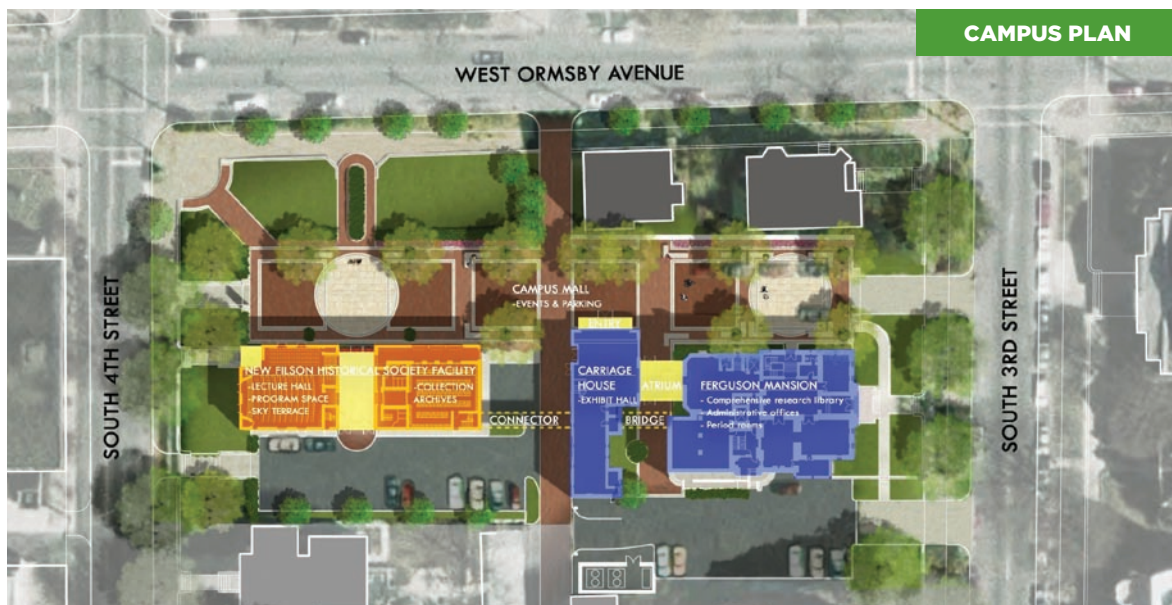 CAMPUS PLAN
WEST ORMSBY AVENUE
SOUTH 4TH STREET
SOUTH 3RD STREET
CAMPUS MALL
-EVENTS & PARKING
ENTRY
NEW FILSON HISTORICAL SOCIETY FACILITY
-LECTURE HALL
-PROGRAM SPACE
-SKY TERRACE
-COLLECTION
ARCHIVES
CONNECTOR
CARRIAGE
HOUSE
-EXHIBIT HALL
ATRIUM
BRIDGE
FERGUSON MANSION
- Comprehensive research library
- Administrative offices
- Period rooms